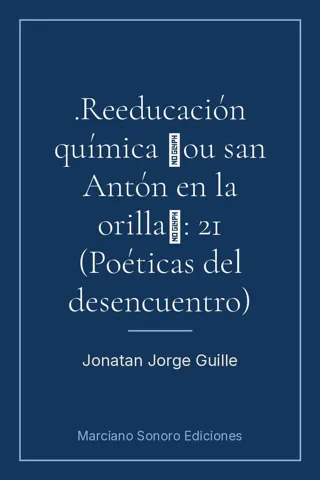 .Reeducación
química ou san
Antón en la
orilla: 21
(Poéticas del
desencuentro)
Jonatan Jorge Guille
Marciano Sonoro Ediciones